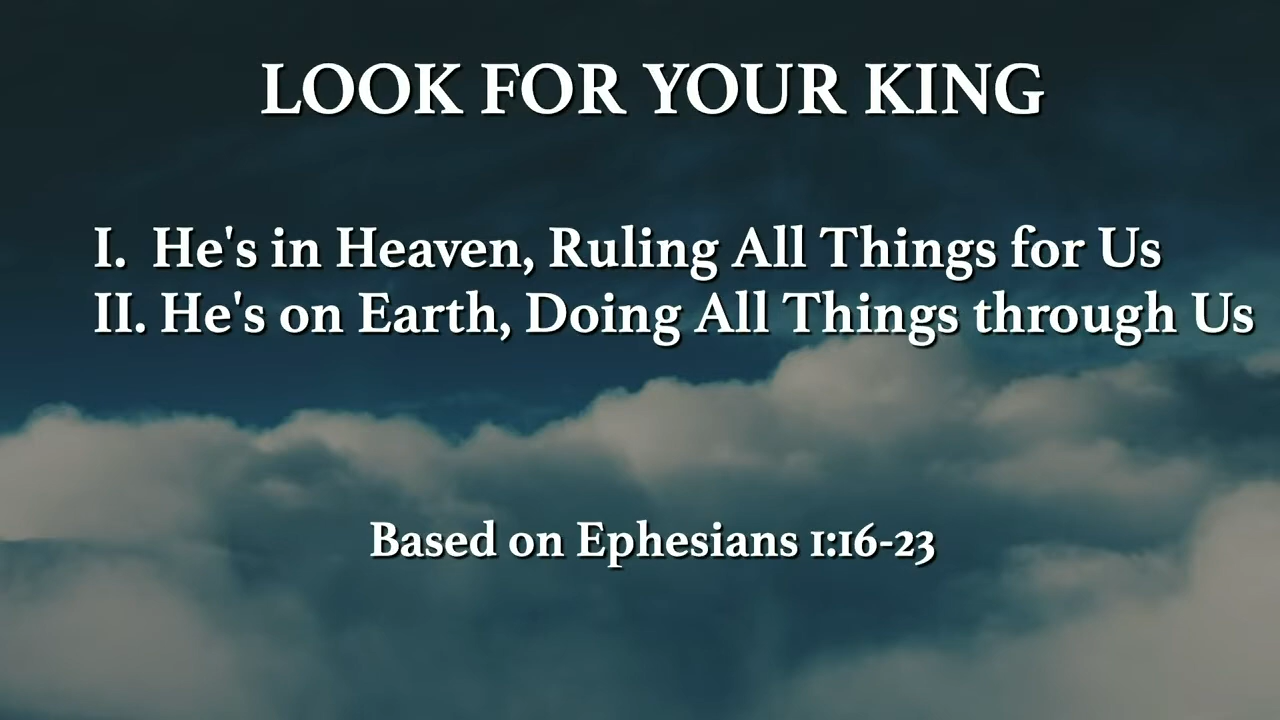 LOOK FOR YOUR KING
I. He's in Heaven, Ruling All Things for Us
II. He's on Earth, Doing All Things through Us
Based on Ephesians 1:16-23